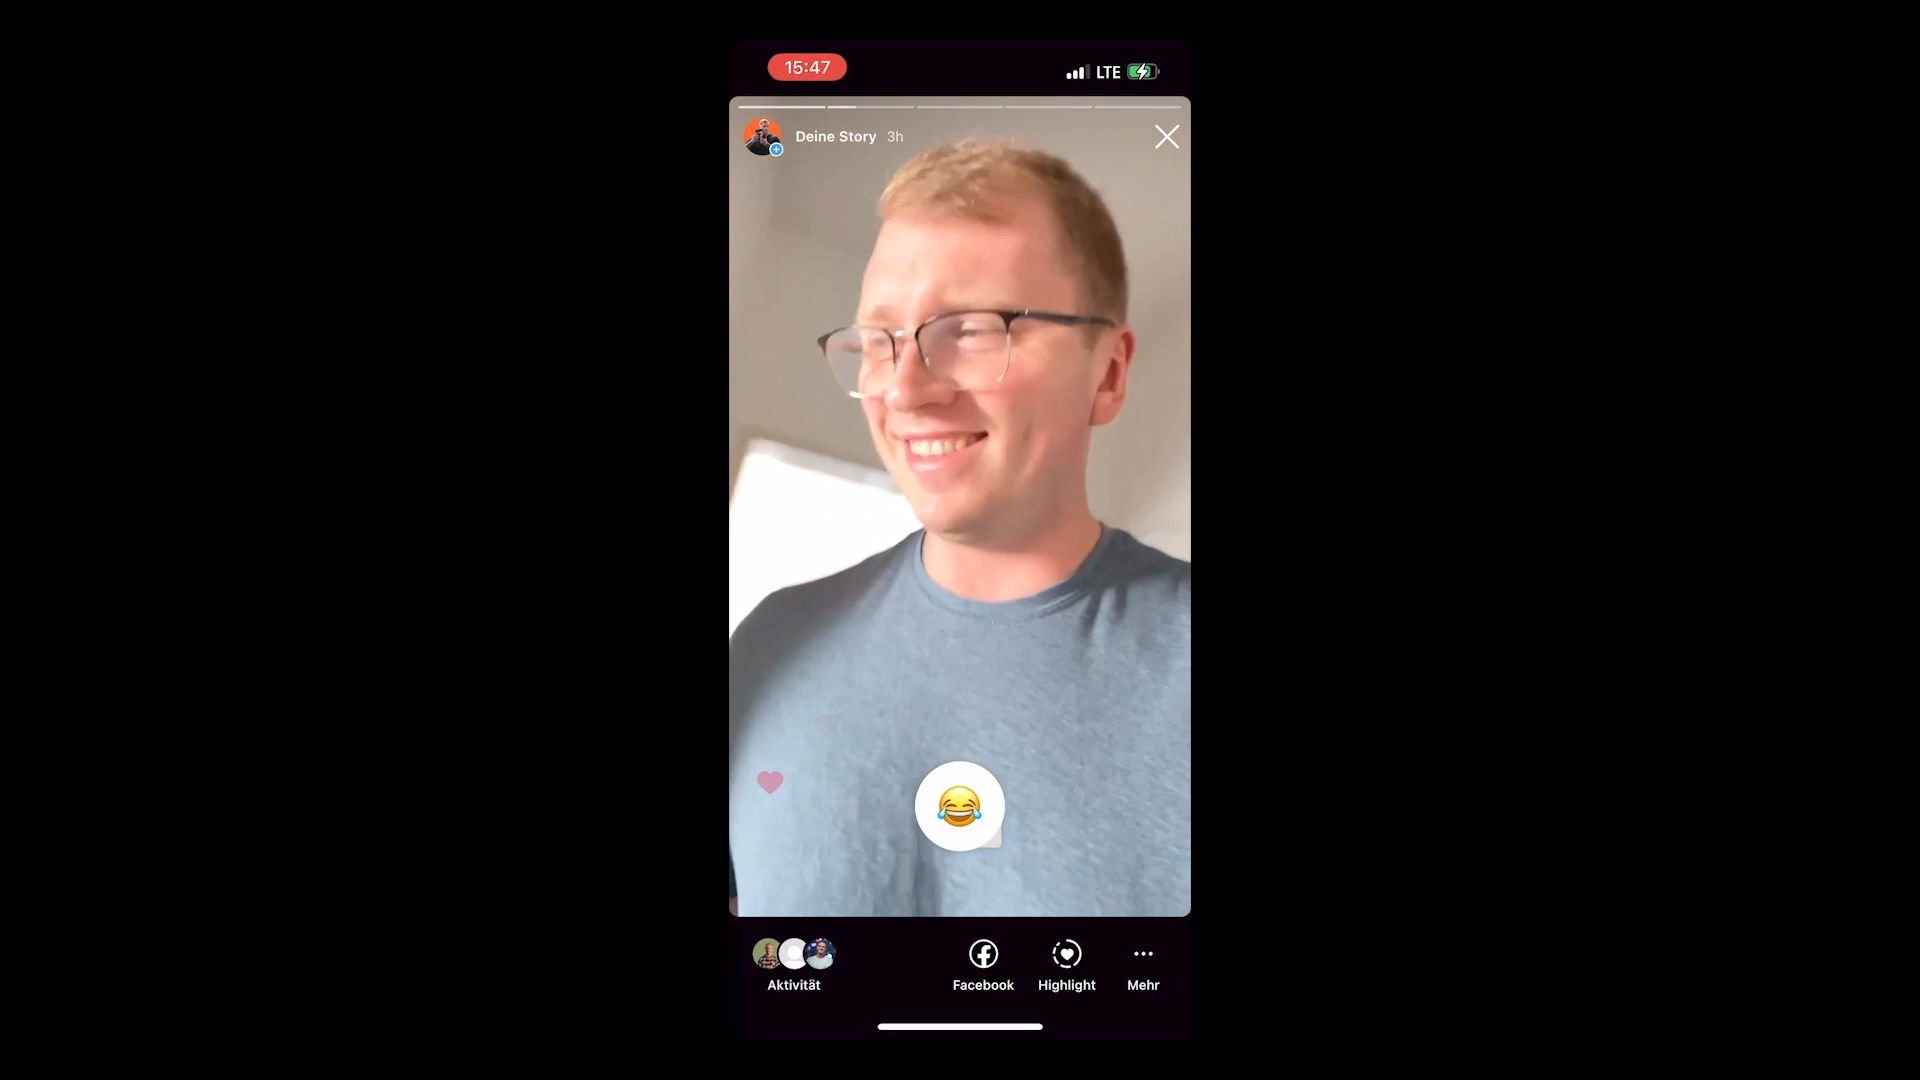 15:47
LTE
Deine Story 3h
Aktivität
Facebook
Highlight
Mehr